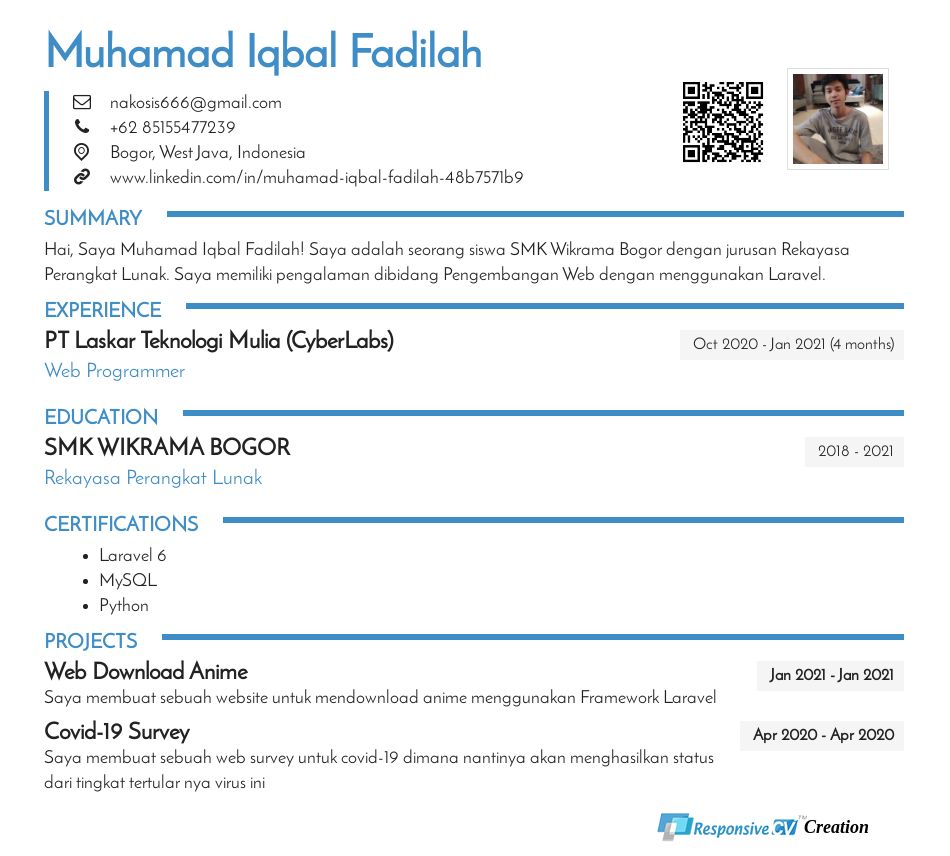 Muhamad Iqbal Fadilah
nakosis666@gmail.com
+62 85155477239
Bogor, West Java, Indonesia
www.linkedin.com/in/muhamad-iqbal-fadilah-48b7571b9
SUMMARY
Hai, Saya Muhamad Iqbal Fadilah! Saya adalah seorang siswa SMK Wikrama Bogor dengan jurusan Rekayasa
Perangkat Lunak. Saya memiliki pengalaman dibidang Pengembangan Web dengan menggunakan Laravel.
EXPERIENCE
PT Laskar Teknologi Mulia (CyberLabs)
Oct 2020 - Jan 2021 (4 months)
Web Programmer
EDUCATION
SMK WIKRAMA BOGOR
2018 - 2021
Rekayasa Perangkat Lunak
CERTIFICATIONS
• Laravel 6
• MySQL
• Python
PROJECTS
Web Download Anime
Jan 2021 - Jan 2021
Saya membuat sebuah website untuk mendownload anime menggunakan Framework Laravel
Covid-19 Survey
Apr 2020 - Apr 2020
Saya membuat sebuah web survey untuk covid-19 dimana nantinya akan menghasilkan status
dari tingkat tertular nya virus ini
Responsive CV™ Creation